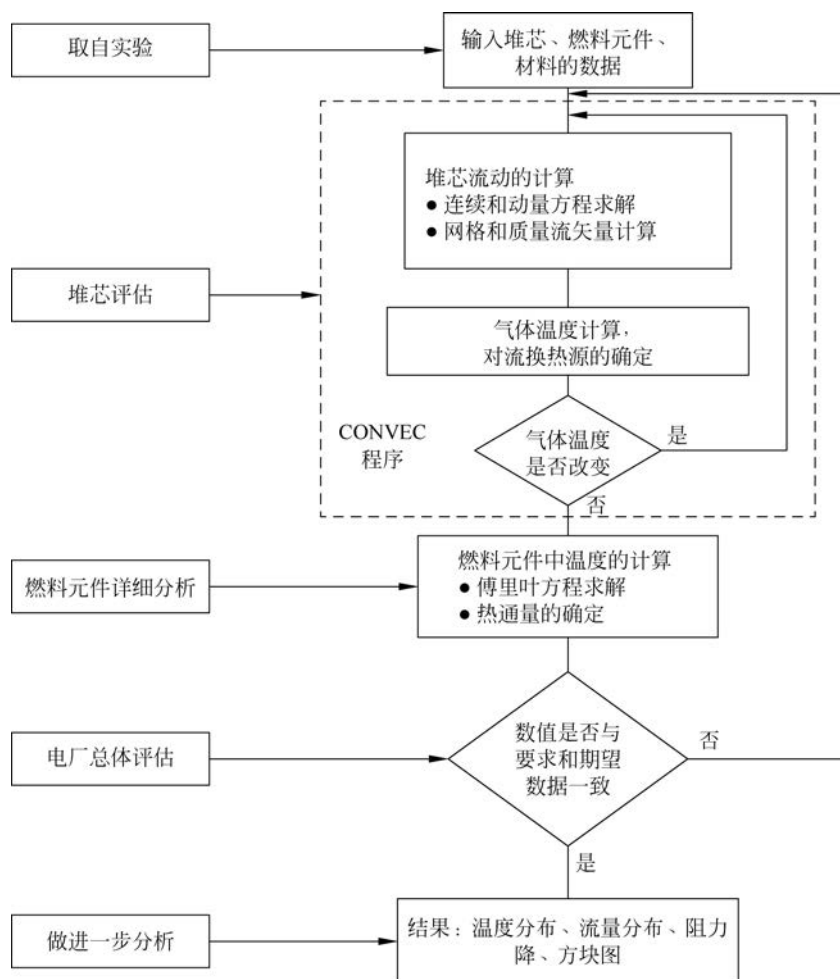 取自实验
输入堆芯、燃料元件、
材料的数据
堆芯流动的计算
● 连续和动量方程求解
● 网格和质量流矢量计算
堆芯评估
气体温度计算，
对流换热源的确定
CONVEC
程序
气体温度
是否改变
是
否
燃料元件详细分析
燃料元件中温度的计算
● 傅里叶方程求解
● 热通量的确定
电厂总体评估
数值是否与
要求和期望
数据一致
否
是
做进一步分析
结果：温度分布、流量分布、阻力
降、方块图